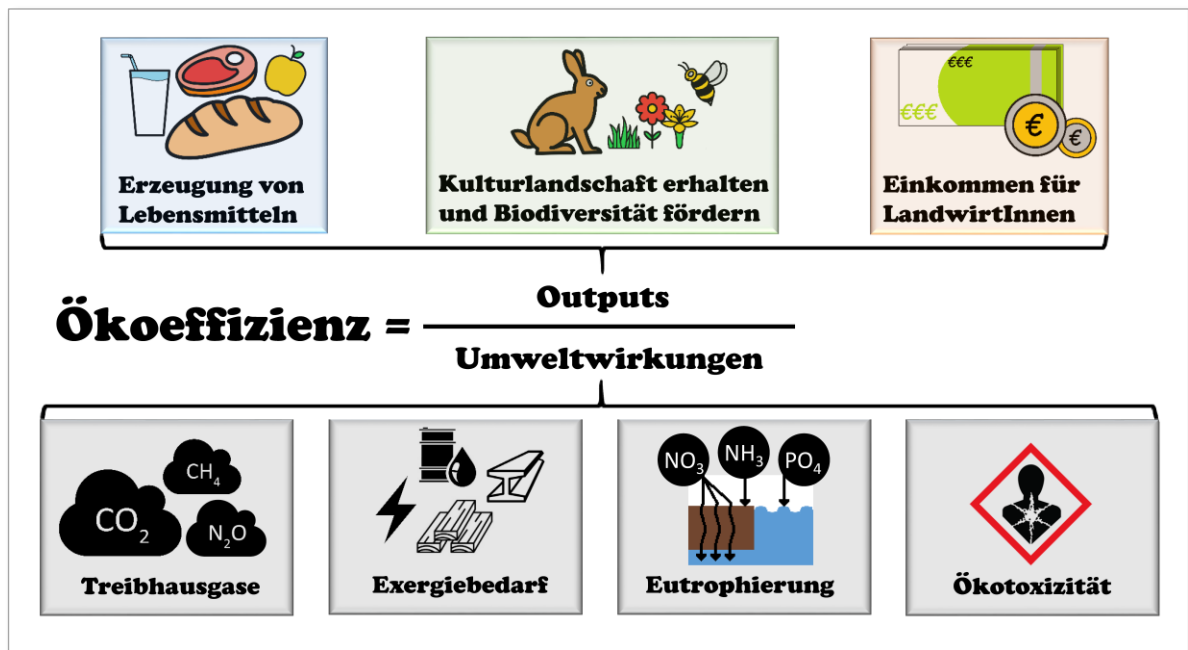 €€€
€€€
€
€
Erzeugung von
Lebensmitteln
Kulturlandschaft erhalten
und Biodiversität fördern
Einkommen für
LandwirtInnen
Outputs
Ökoeffizienz =
Umweltwirkungen
CH₄
CO₂
N₂O
NO₃
NH₃
PO₄
Treibhausgase
Exergiebedarf
Eutrophierung
Ökotoxizität